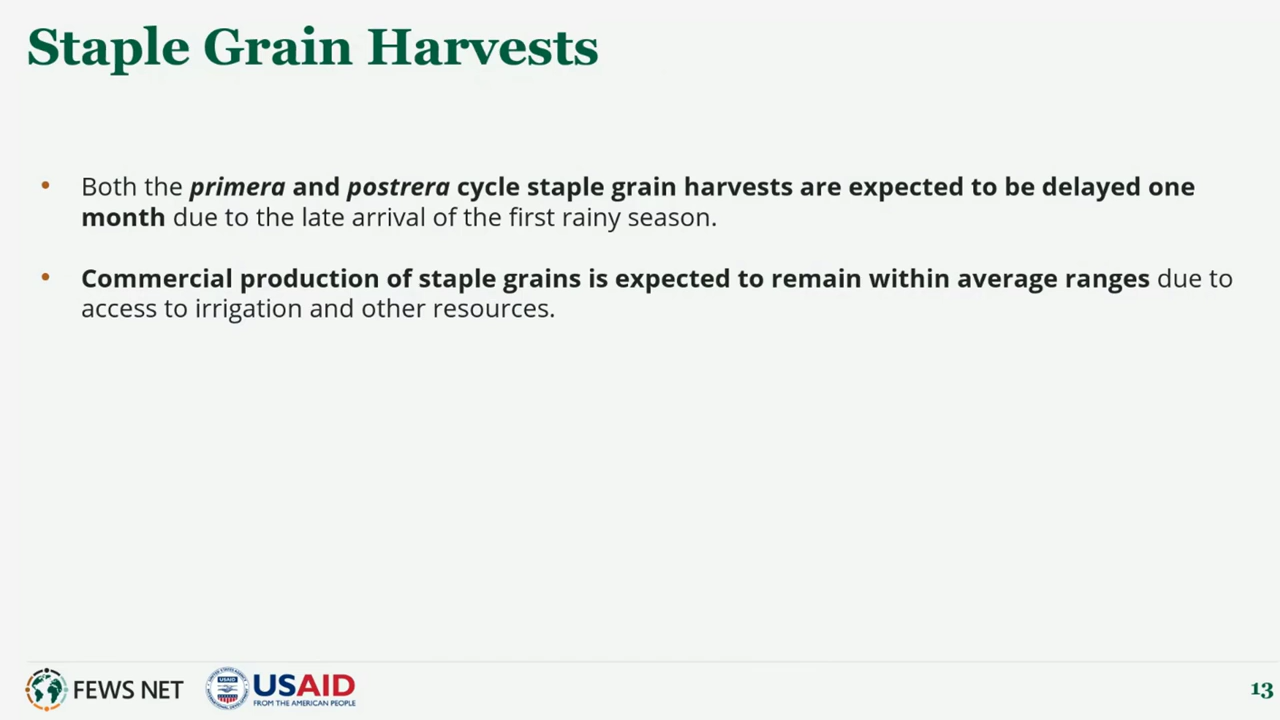 Staple Grain Harvests
• Both the primera and postrera cycle staple grain harvests are expected to be delayed one
month due to the late arrival of the first rainy season.
• Commercial production of staple grains is expected to remain within average ranges due to
access to irrigation and other resources.
FEWS NET
USAID
USAID
FROM THE AMERICAN PEOPLE
13